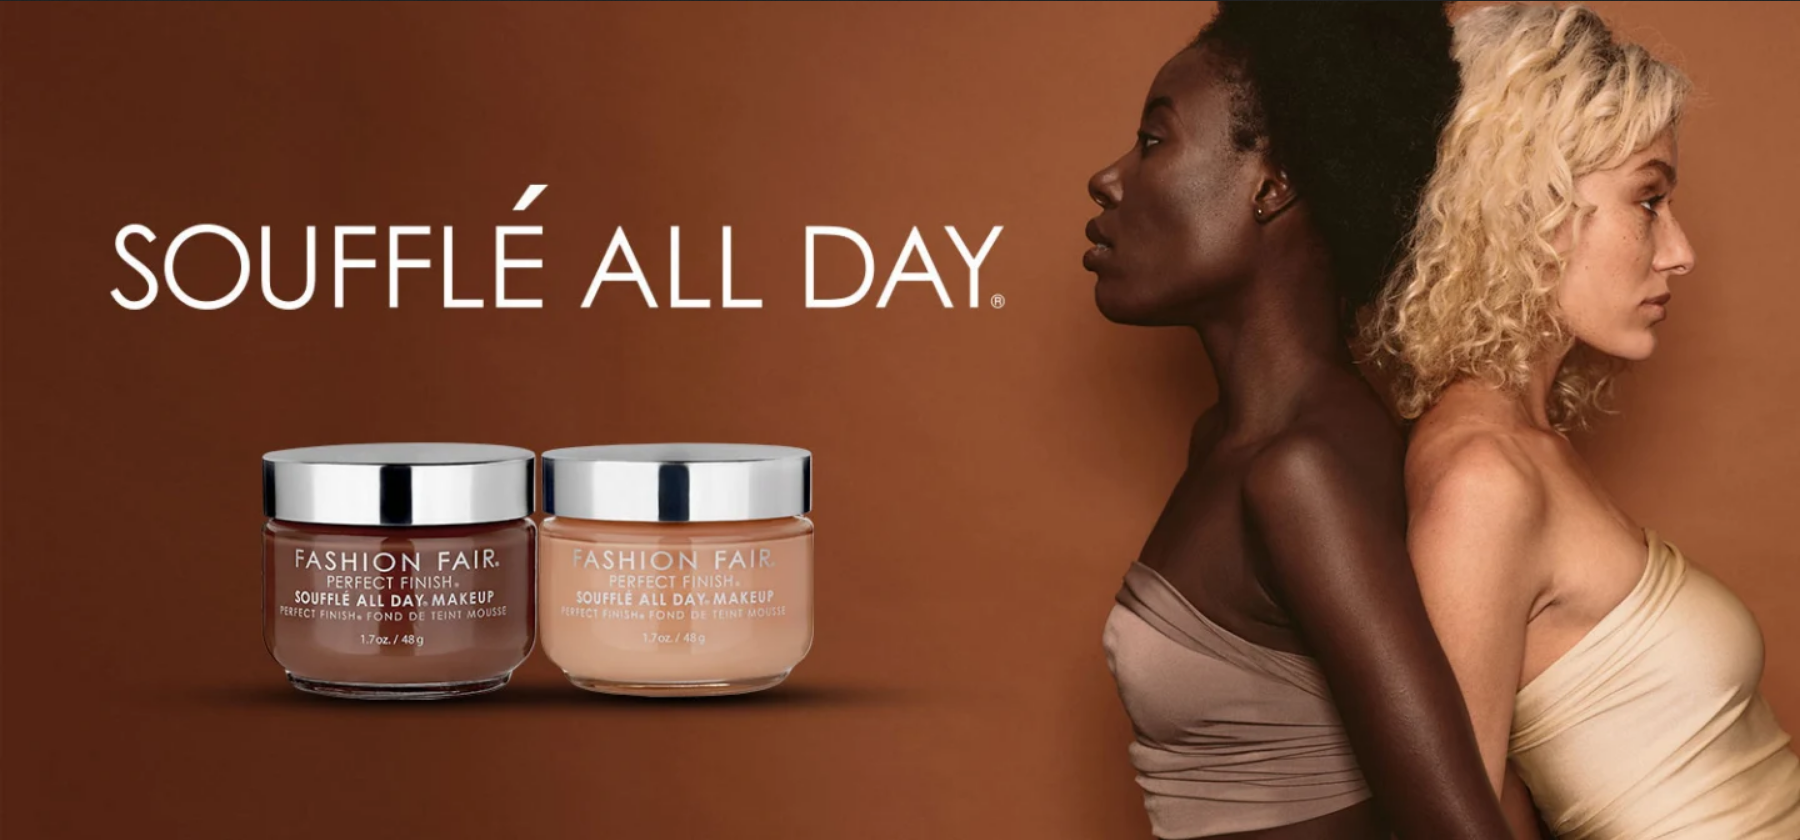 SOUFFLÉ ALL DAY®
FASHION FAIR®
PERFECT FINISH®
SOUFFLÉ ALL DAY® MAKEUP
PERFECT FINISH® FOND DE TEINT MOUSSE
1.7oz. / 48g
FASHION FAIR®
PERFECT FINISH®
SOUFFLÉ ALL DAY® MAKEUP
PERFECT FINISH® FOND DE TEINT MOUSSE
1.7oz. / 48g